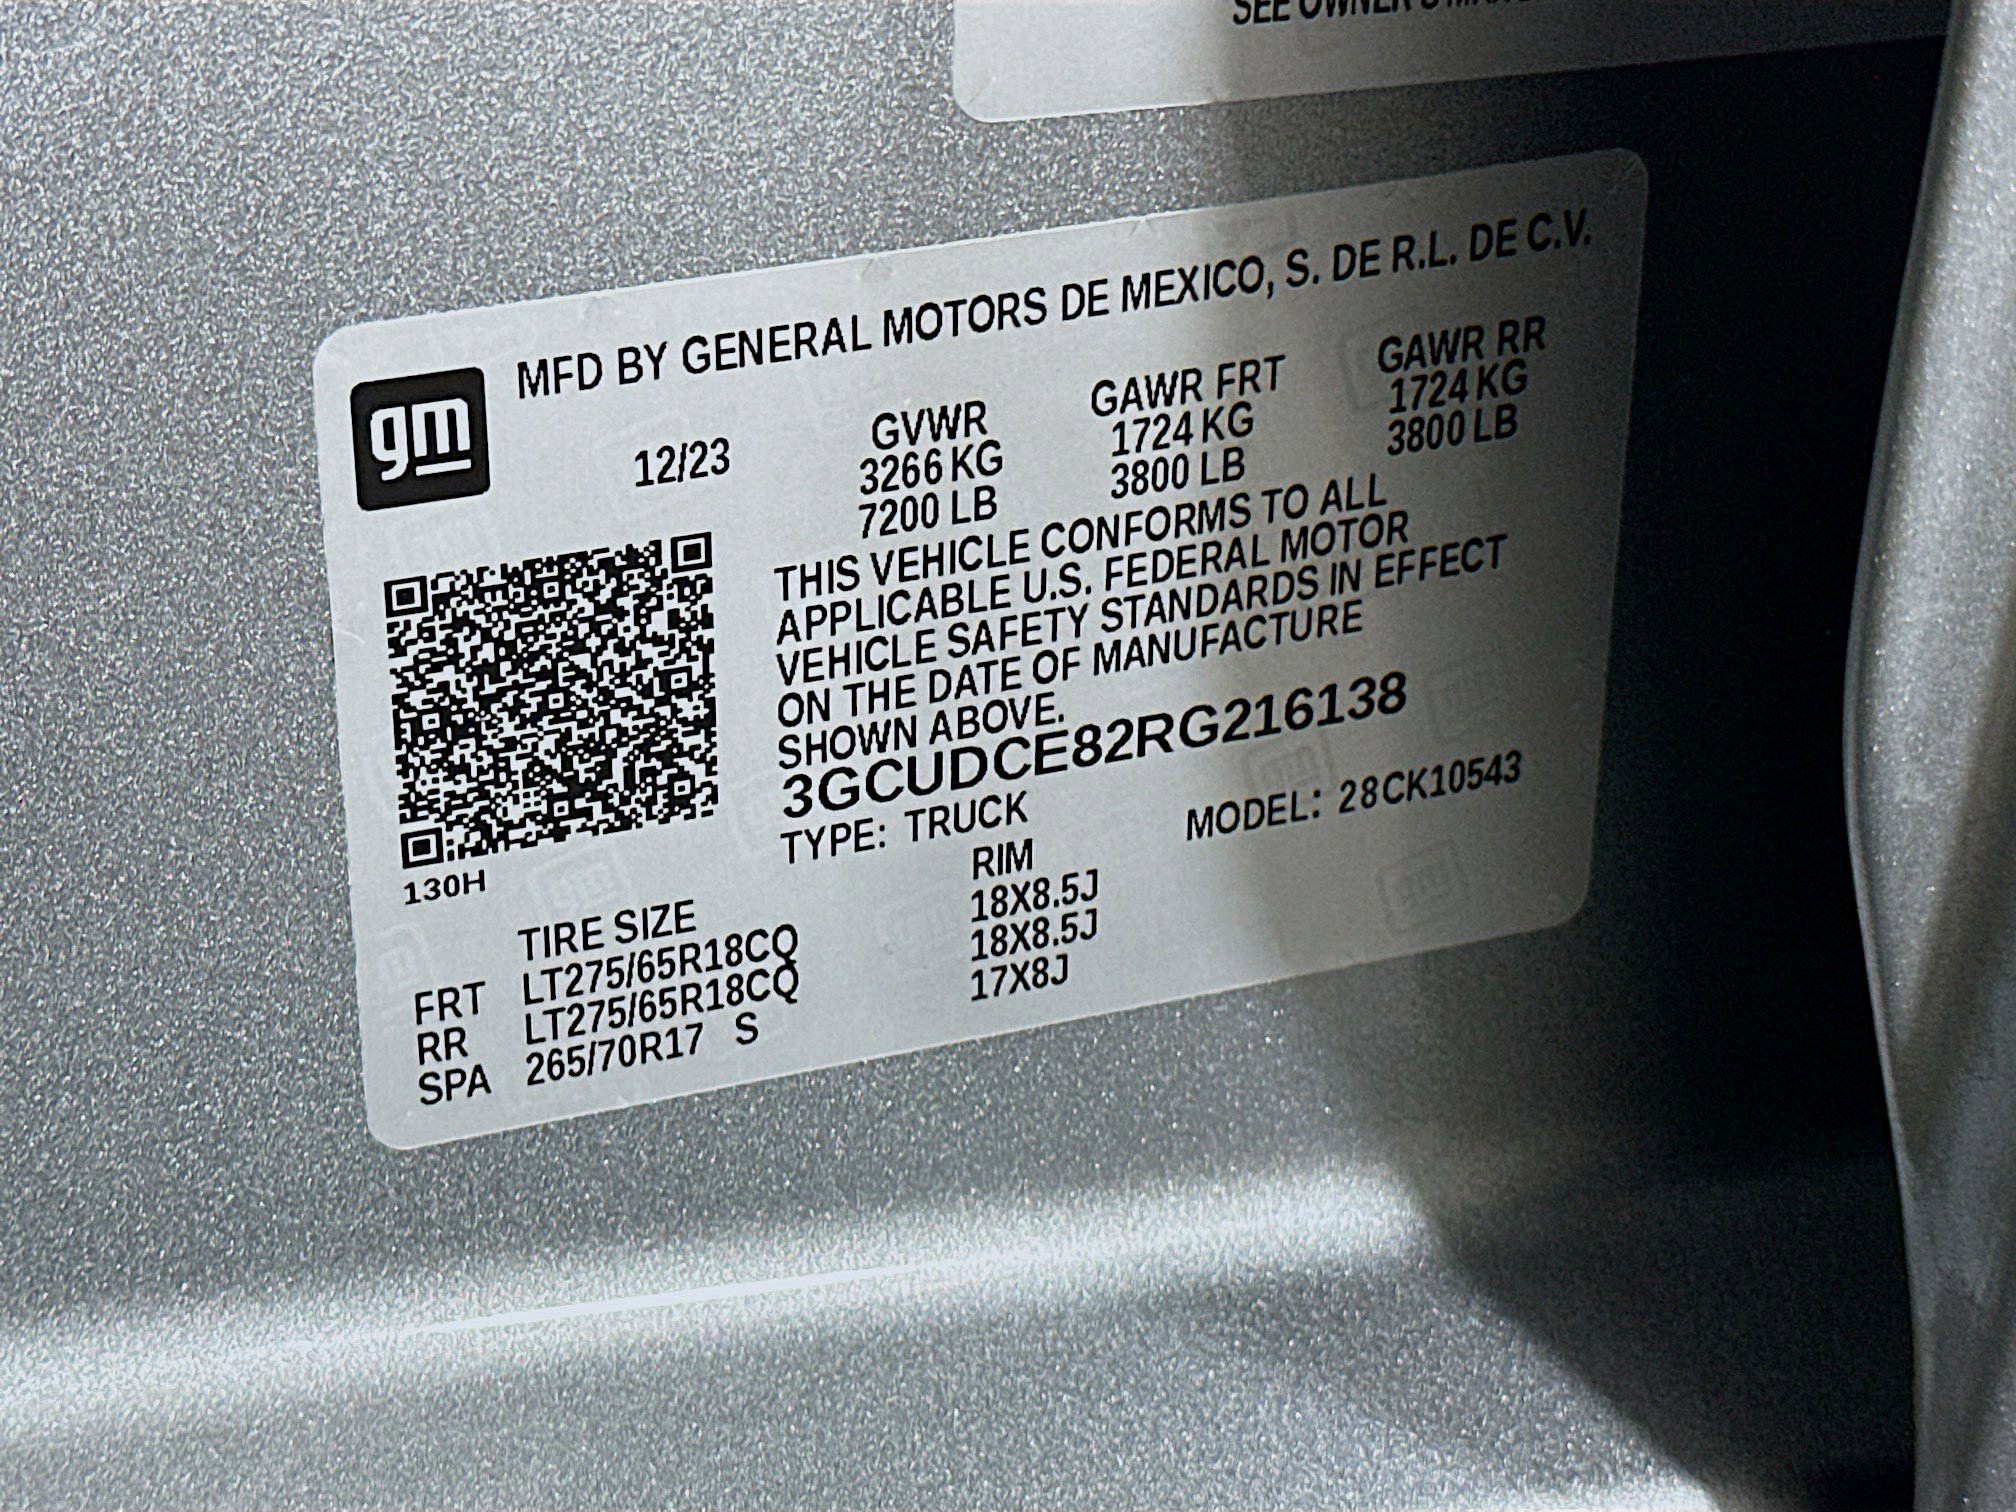 SEE OWNER'S
gm
MFD BY GENERAL MOTORS DE MEXICO, S. DE R.L. DE C.V.
12/23 GVWR GAWR FRT GAWR RR
3266 KG 1724 KG 1724 KG
7200 LB 3800 LB 3800 LB
THIS VEHICLE CONFORMS TO ALL
APPLICABLE U.S. FEDERAL MOTOR
VEHICLE SAFETY STANDARDS IN EFFECT
ON THE DATE OF MANUFACTURE
SHOWN ABOVE.
3GCUDCE82RG216138
TYPE: TRUCK MODEL: 28CK10543
130H
TIRE SIZE RIM
FRT LT275/65R18CQ 18X8.5J
RR LT275/65R18CQ 18X8.5J
SPA 265/70R17 S 17X8J